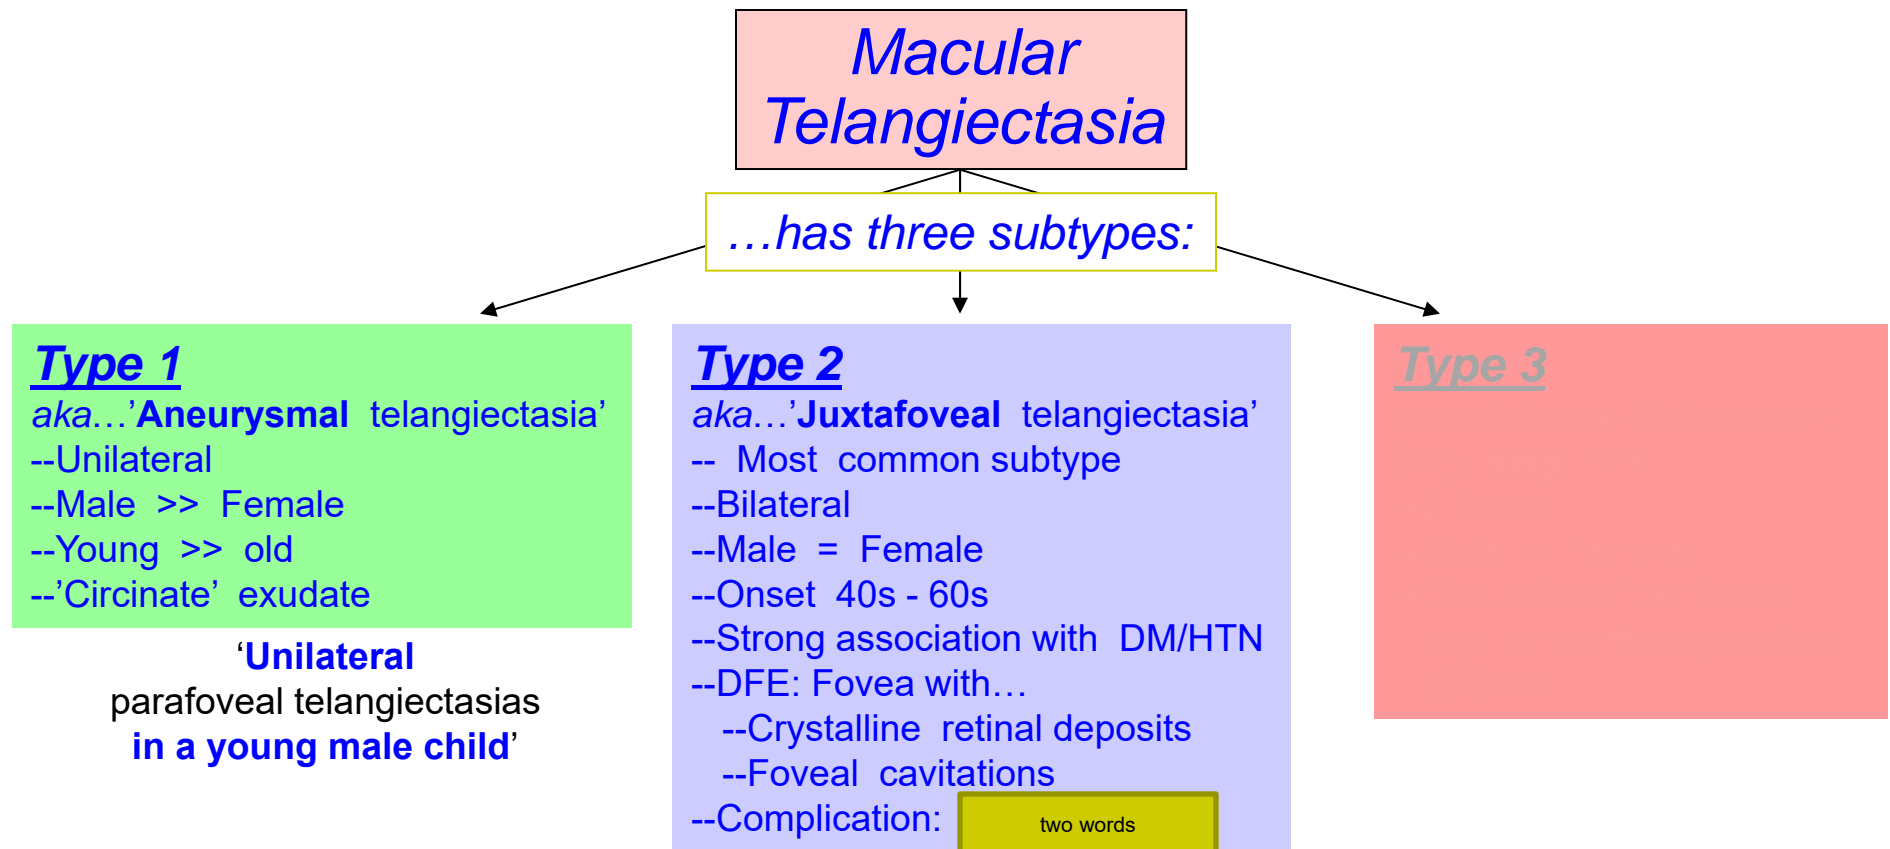 Macular
Telangiectasia
…has three subtypes:
Type 1
aka…’Aneurysmal telangiectasia’
--Unilateral
--Male >> Female
--Young >> old
--’Circinate’ exudate
‘Unilateral
parafoveal telangiectasias
in a young male child’
Type 2
aka…’Juxtafoveal telangiectasia’
-- Most common subtype
--Bilateral
--Male = Female
--Onset 40s - 60s
--Strong association with DM/HTN
--DFE: Fovea with…
--Crystalline retinal deposits
--Foveal cavitations
--Complication: two words
Type 3